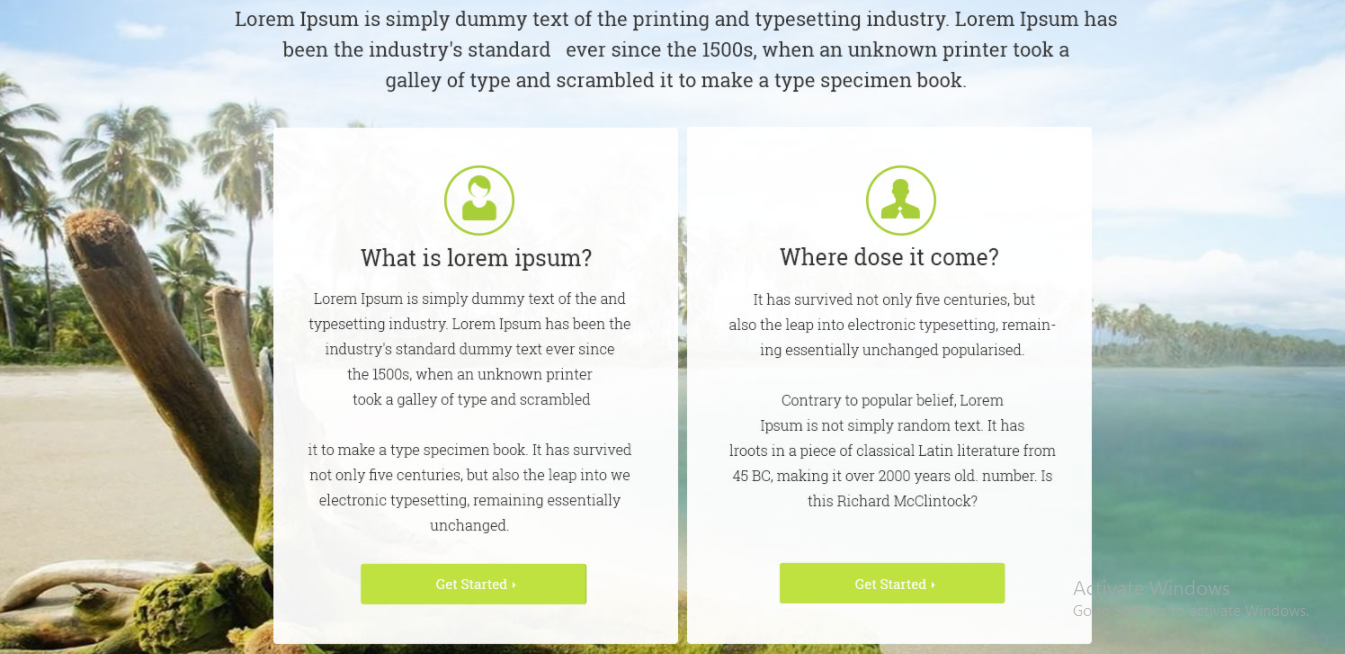 Lorem Ipsum is simply dummy text of the printing and typesetting industry. Lorem Ipsum has
been the industry's standard ever since the 1500s, when an unknown printer took a
galley of type and scrambled it to make a type specimen book.
What is lorem ipsum?
Lorem Ipsum is simply dummy text of the and
typesetting industry. Lorem Ipsum has been the
industry's standard dummy text ever since
the 1500s, when an unknown printer
took a galley of type and scrambled
it to make a type specimen book. It has survived
not only five centuries, but also the leap into we
electronic typesetting, remaining essentially
unchanged.
Get Started
Where dose it come?
It has survived not only five centuries, but
also the leap into electronic typesetting, remain-
ing essentially unchanged popularised.
Contrary to popular belief, Lorem
Ipsum is not simply random text. It has
lroots in a piece of classical Latin literature from
45 BC, making it over 2000 years old. number. Is
this Richard McClintock?
Get Started
Activate Windows
Go to activate Windows.